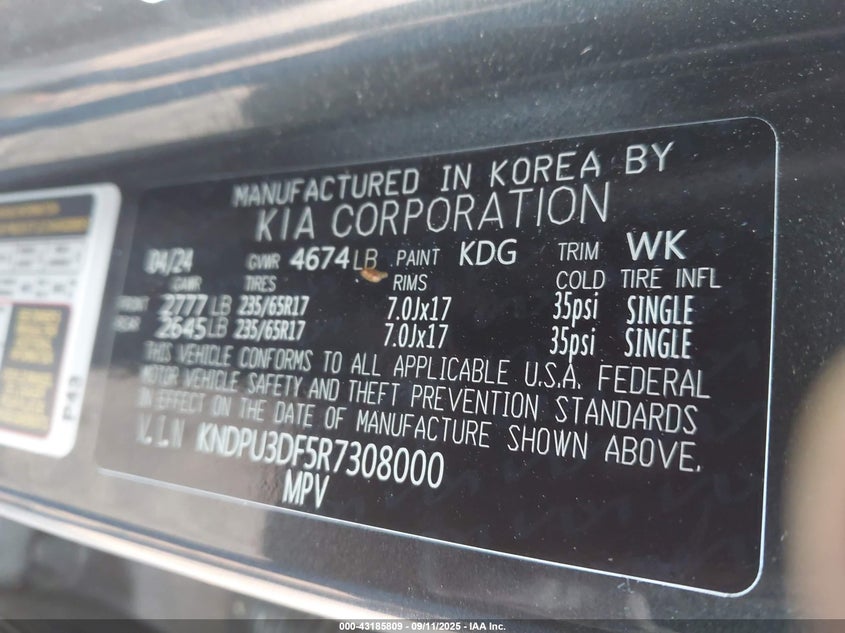 MANUFACTURED IN KOREA BY
KIA CORPORATION
04/24 GVWR 4674LB PAINT KDG TRIM WK
GAWR TIRES RIMS COLD TIRE INFL
FRONT 2777LB 235/65R17 7.0Jx17 35psi SINGLE
REAR 2645LB 235/65R17 7.0Jx17 35psi SINGLE
THIS VEHICLE CONFORMS TO ALL APPLICABLE U.S.A. FEDERAL
MOTOR VEHICLE SAFETY AND THEFT PREVENTION STANDARDS
IN EFFECT ON THE DATE OF MANUFACTURE SHOWN ABOVE.
V.I.N KNDPU3DF5R7308000
MPV
P43
000-43185809 - 09/11/2025 - IAA Inc.